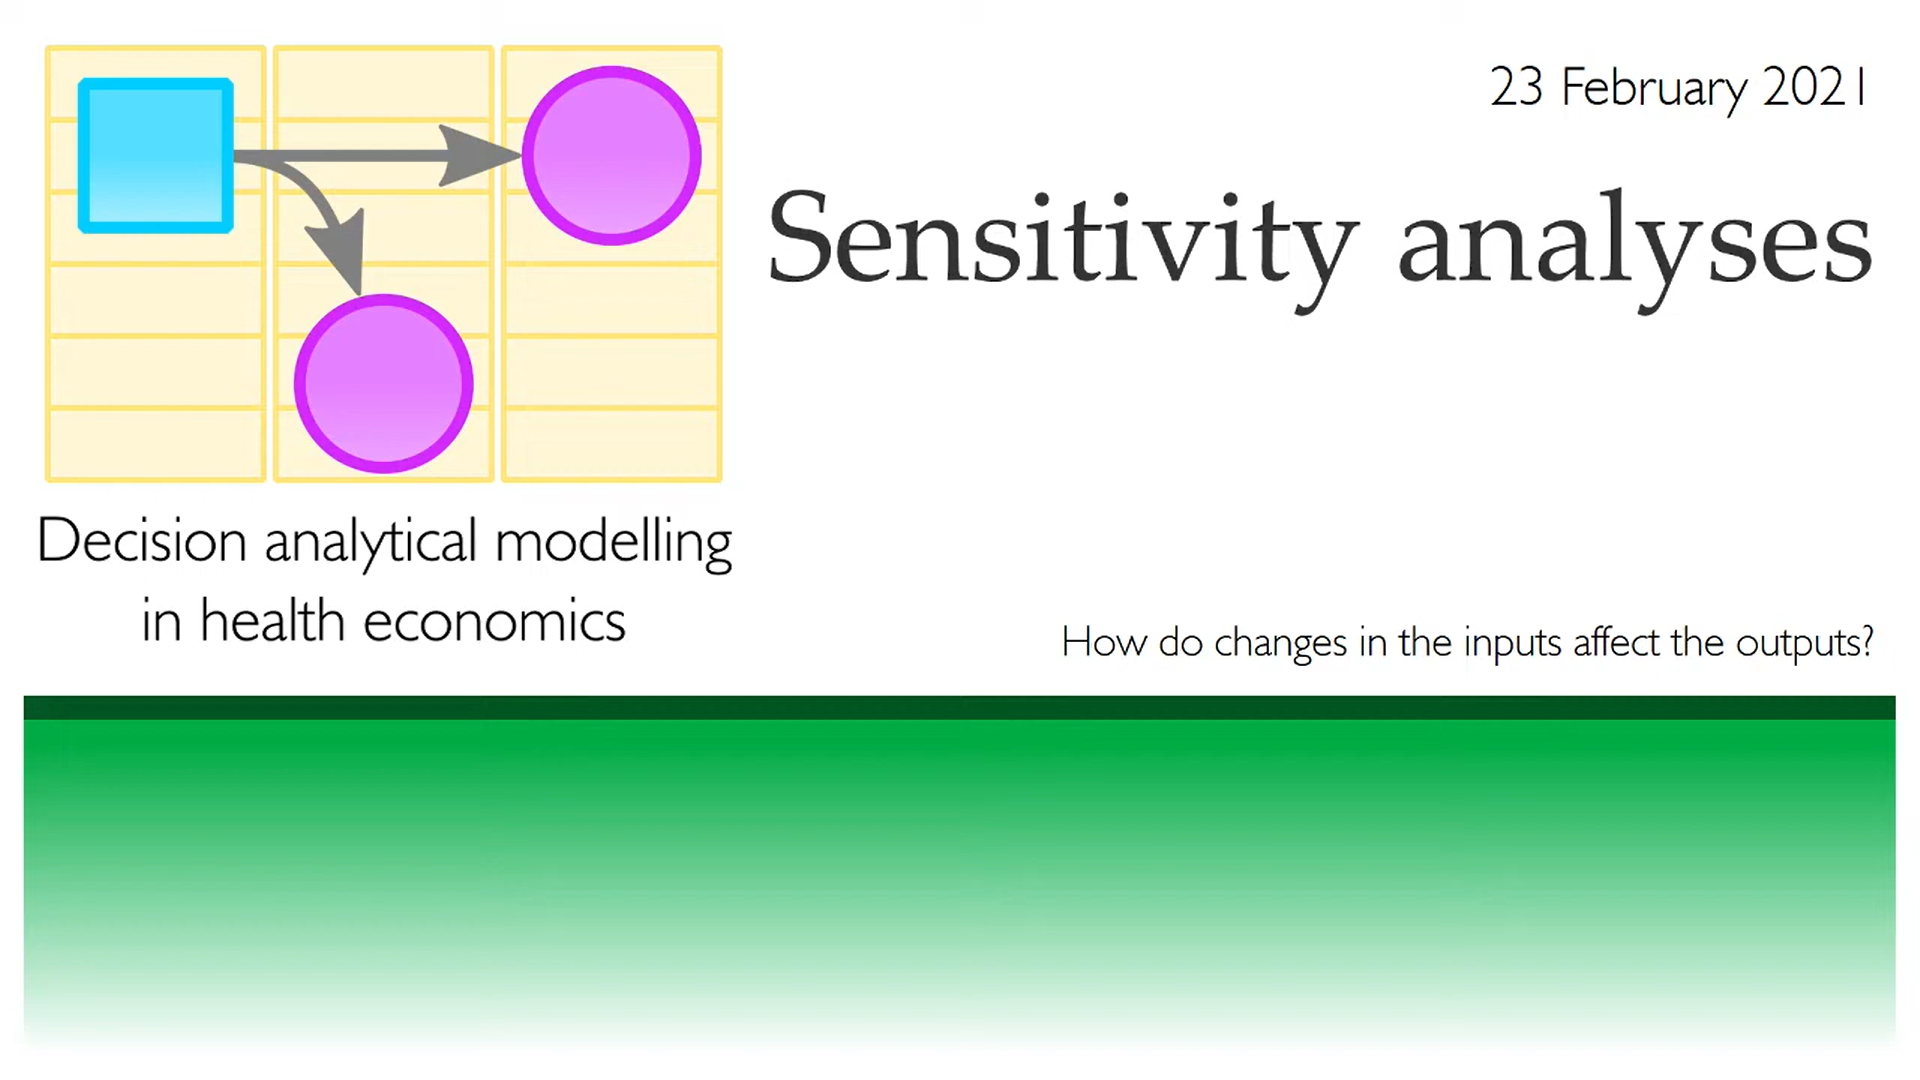 23 February 2021
Sensitivity analyses
Decision analytical modelling
in health economics
How do changes in the inputs affect the outputs?